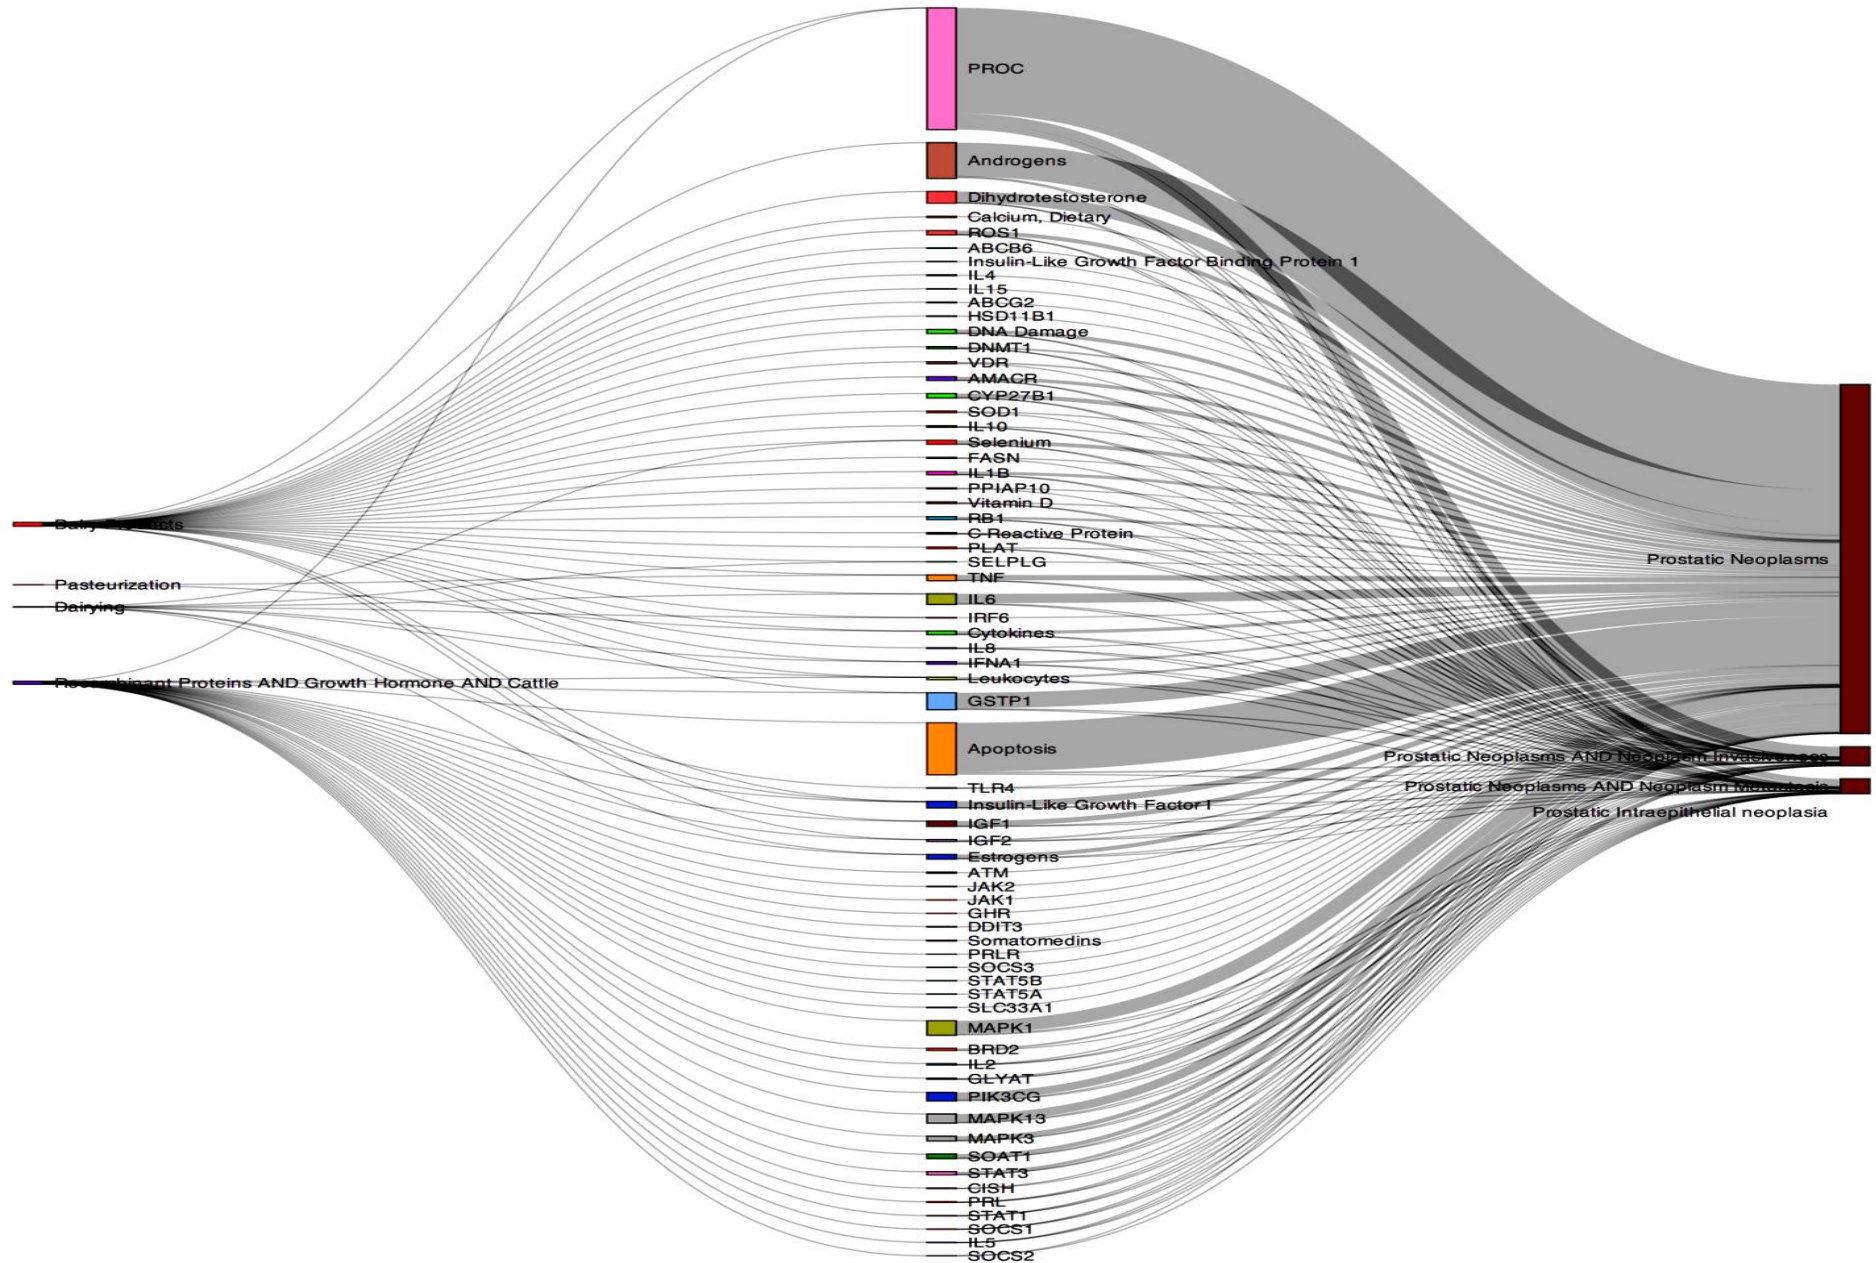 PROC
Androgens
Dihydrotestosterone
Calcium, Dietary
ROS1
ABCB6
Insulin-Like Growth Factor Binding Protein 1
IL4
IL15
ABCG2
HSD11B1
DNA Damage
DNMT1
VDR
AMACR
CYP27B1
SOD1
IL10
Selenium
FASN
IL1B
PPIAP10
Vitamin D
RB1
C-Reactive Protein
PLAT
SELPLG
TNF
IL6
IRF6
Cytokines
IL8
IFNA1
Leukocytes
GSTP1
Apoptosis
TLR4
Insulin-Like Growth Factor I
IGF1
IGF2
Estrogens
ATM
JAK2
JAK1
GHR
DDIT3
Somatomedins
PRLR
SOCS3
STAT5B
STAT5A
SLC33A1
MAPK1
BRD2
IL2
GLYAT
PIK3CG
MAPK13
MAPK3
SOAT1
STAT3
CISH
PRL
STAT1
SOCS1
IL5
SOCS2
Dairy Products
Pasteurization
Dairying
Recombinant Proteins AND Growth Hormone AND Cattle
Prostatic Neoplasms
Prostatic Neoplasms AND Neoplasm Invasiveness
Prostatic Neoplasms AND Neoplasm Metastasis
Prostatic Intraepithelial neoplasia